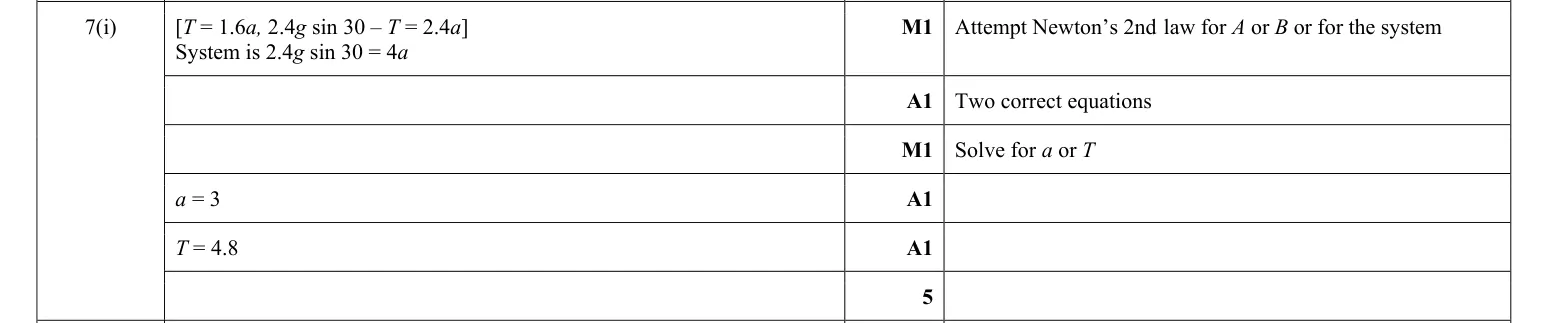 7(i) [T = 1.6a, 2.4g sin 30 – T = 2.4a] M1 Attempt Newton’s 2nd law for A or B or for the system
System is 2.4g sin 30 = 4a
A1 Two correct equations
M1 Solve for a or T
a = 3 A1
T = 4.8 A1
5